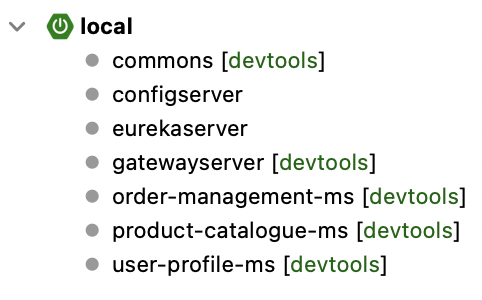 local
commons [devtools]
configserver
eurekaserver
gatewayserver [devtools]
order-management-ms [devtools]
product-catalogue-ms [devtools]
user-profile-ms [devtools]